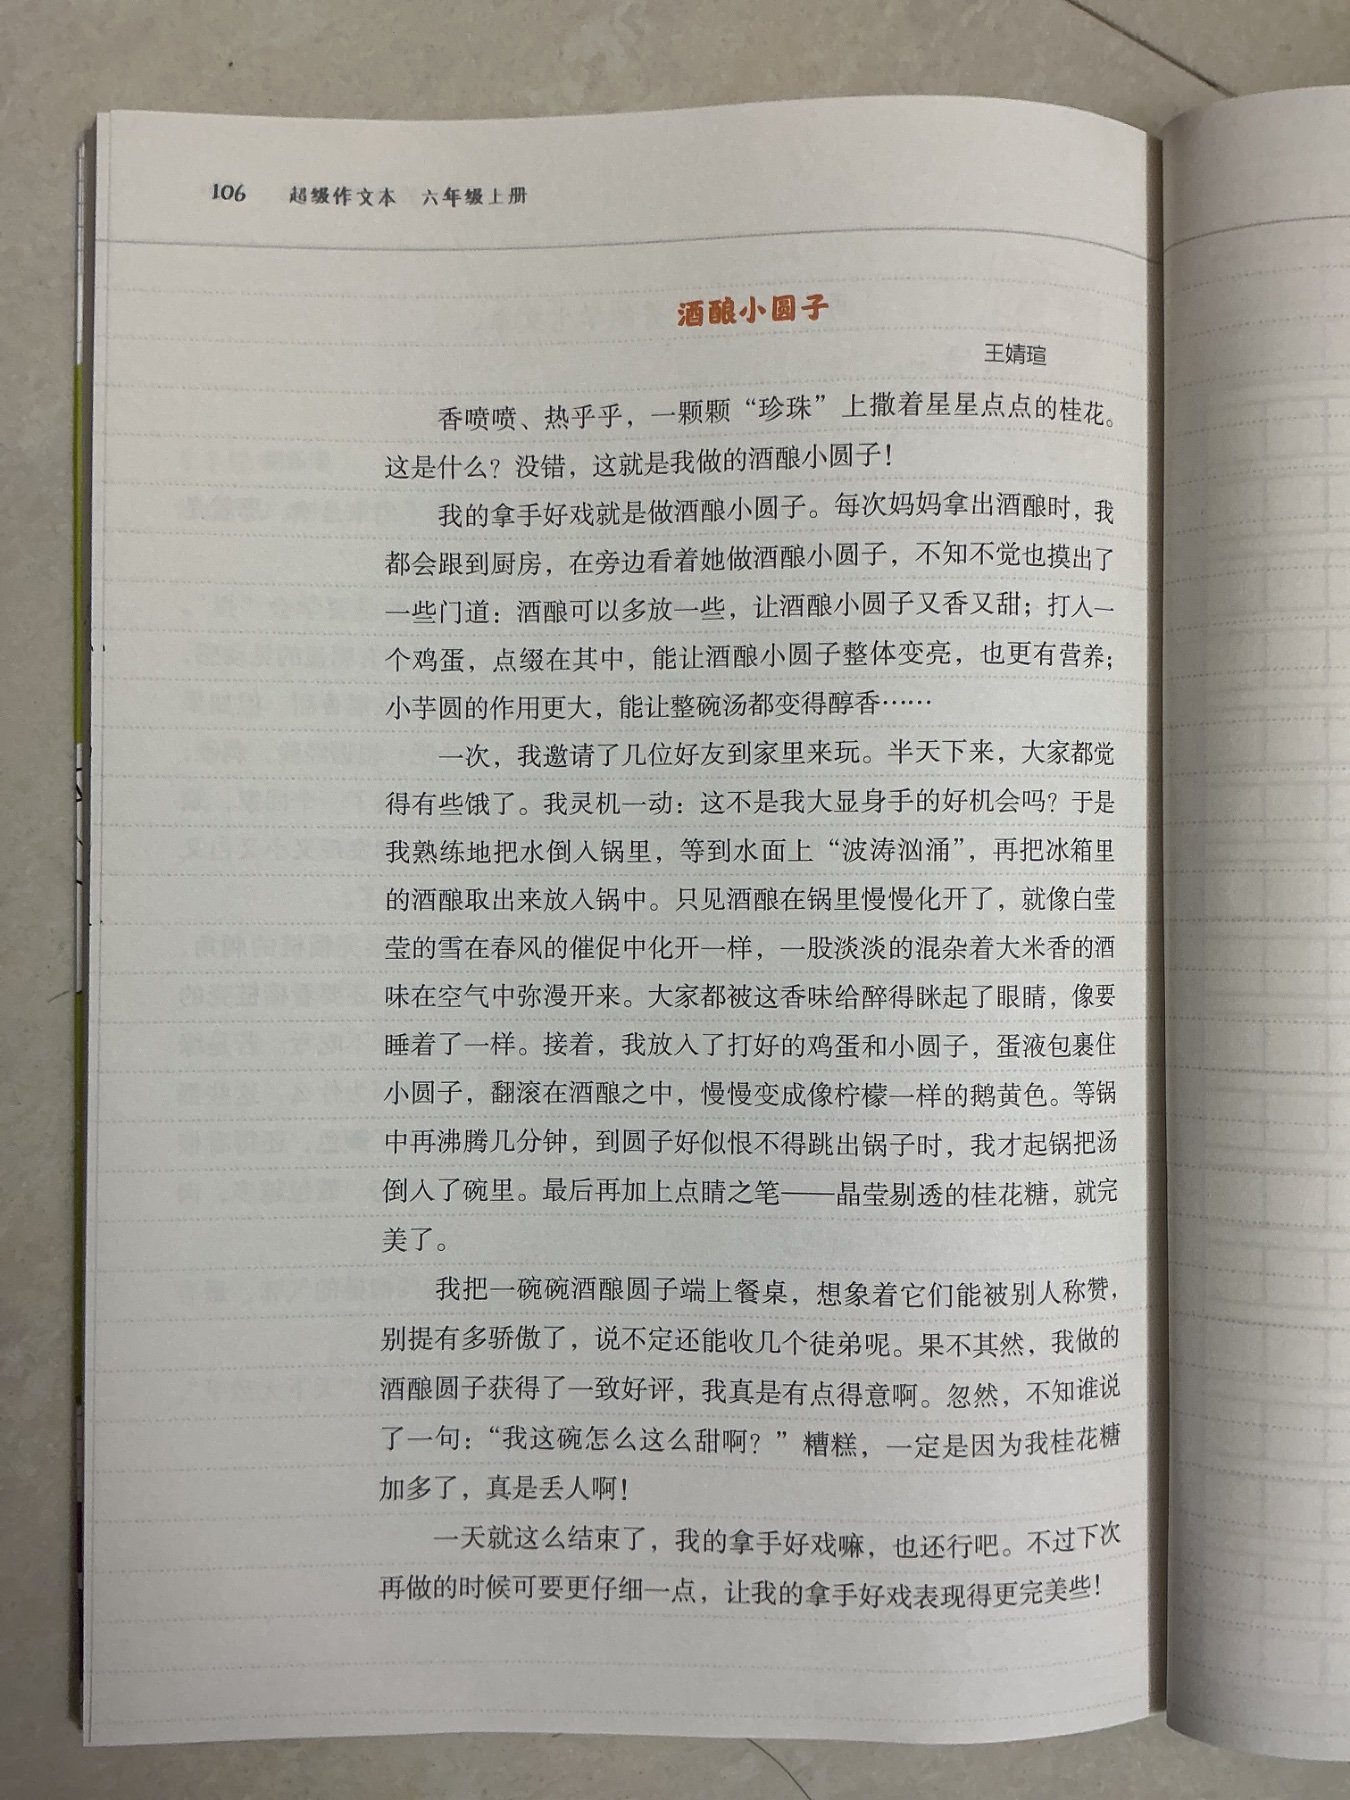 106 超级作文本 六年级上册
酒酿小圆子
王婧瑄
香喷喷、热乎乎，一颗颗“珍珠”上撒着星星点点的桂花。
这是什么？没错，这就是我做的酒酿小圆子！
我的拿手好戏就是做酒酿小圆子。每次妈妈拿出酒酿时，我
都会跟到厨房，在旁边看着她做酒酿小圆子，不知不觉也摸出了
一些门道：酒酿可以多放一些，让酒酿小圆子又香又甜；打入一
个鸡蛋，点缀在其中，能让酒酿小圆子整体变亮，也更有营养；
小芋圆的作用更大，能让整碗汤都变得醇香……
一次，我邀请了几位好友到家里来玩。半天下来，大家都觉
得有些饿了。我灵机一动：这不是我大显身手的好机会吗？于是
我熟练地把水倒入锅里，等到水面上“波涛汹涌”，再把冰箱里
的酒酿取出来放入锅中。只见酒酿在锅里慢慢化开了，就像白莹
莹的雪在春风的催促中化开一样，一股淡淡的混杂着大米香的酒
味在空气中弥漫开来。大家都被这香味给醉得眯起了眼睛，像要
睡着了一样。接着，我放入了打好的鸡蛋和小圆子，蛋液包裹住
小圆子，翻滚在酒酿之中，慢慢变成像柠檬一样的鹅黄色。等锅
中再沸腾几分钟，到圆子好似恨不得跳出锅子时，我才起锅把汤
倒入了碗里。最后再加上点睛之笔——晶莹剔透的桂花糖，就完
美了。
我把一碗碗酒酿圆子端上餐桌，想象着它们能被别人称赞，
别提有多骄傲了，说不定还能收几个徒弟呢。果不其然，我做的
酒酿圆子获得了一致好评，我真是有点得意啊。忽然，不知谁说
了一句：“我这碗怎么这么甜啊？”糟糕，一定是因为我桂花糖
加多了，真是丢人啊！
一天就这么结束了，我的拿手好戏嘛，也还行吧。不过下次
再做的时候可要更仔细一点，让我的拿手好戏表现得更完美些！